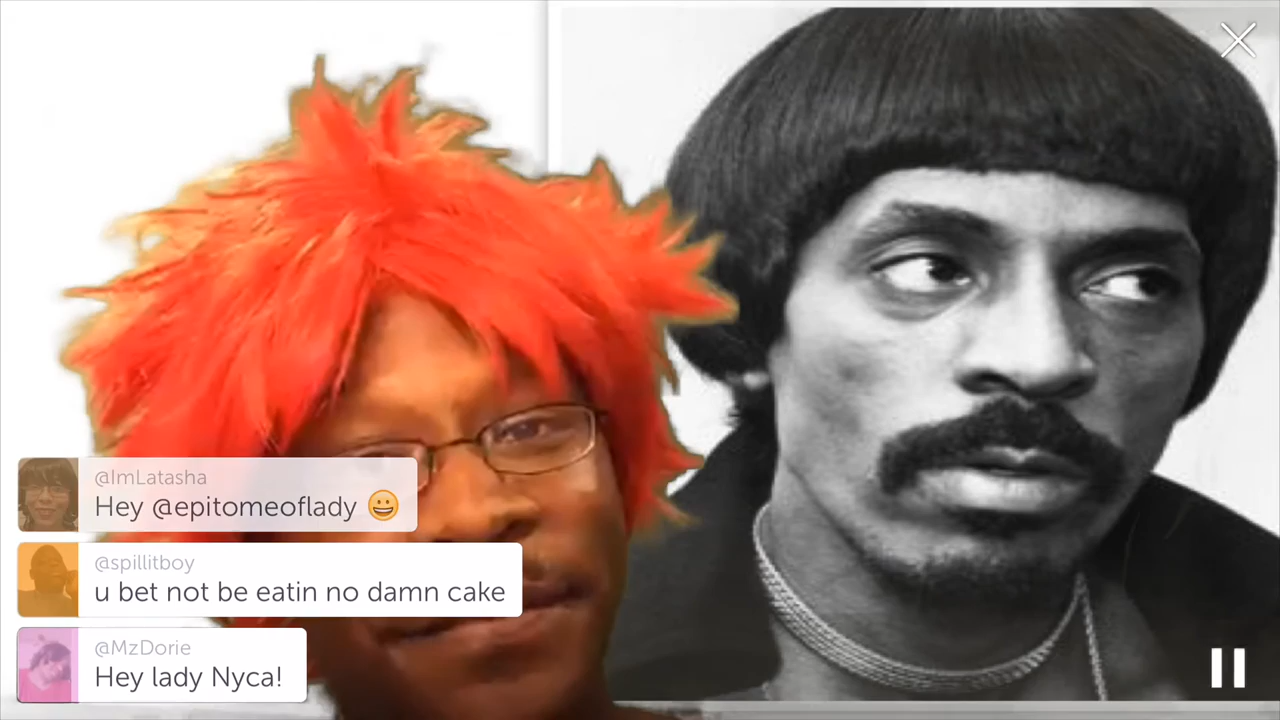 @ImLatasha
Hey @epitomeoflady 😀
@spillitboy
u bet not be eatin no damn cake
@MzDorie
Hey lady Nyca!